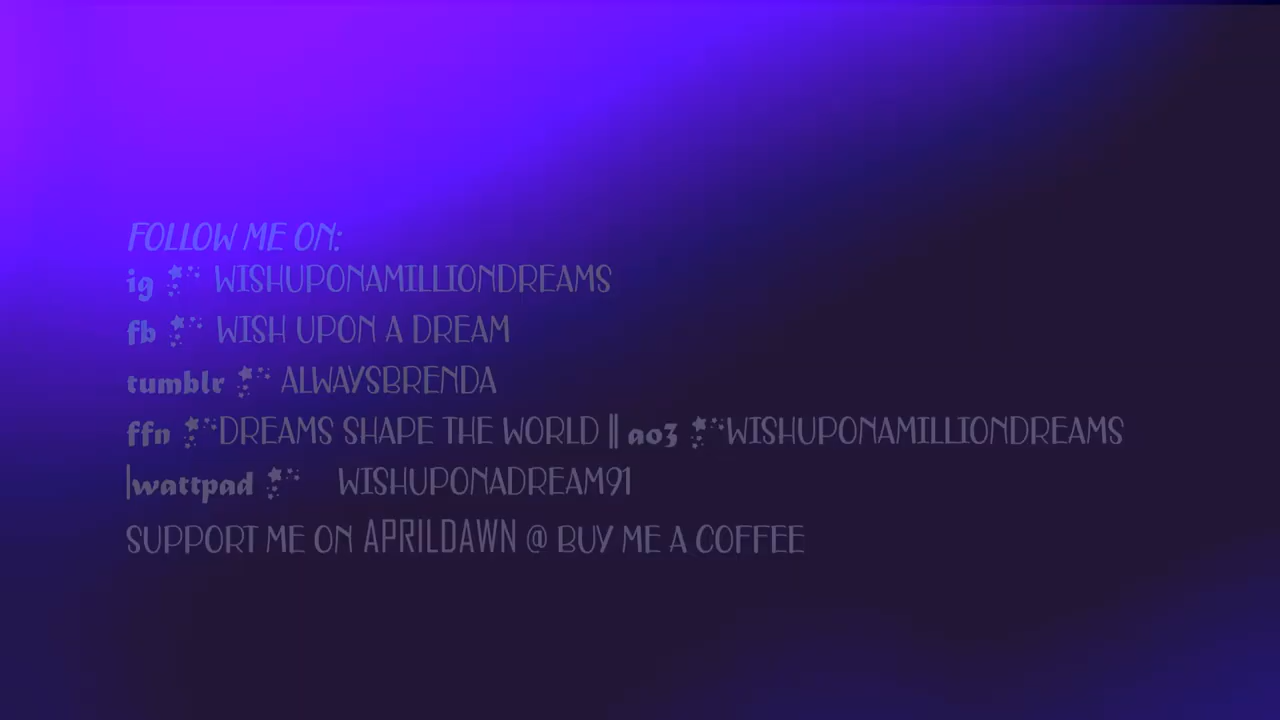 FOLLOW ME ON:
ig WISHUPONAMILLIONDREAMS
fb WISH UPON A DREAM
tumblr ALWAYSBRENDA
ffn DREAMS SHAPE THE WORLD || ao3 WISHUPONAMILLIONDREAMS
|wattpad WISHUPONADREAM91
SUPPORT ME ON APRILDAWN @ BUY ME A COFFEE